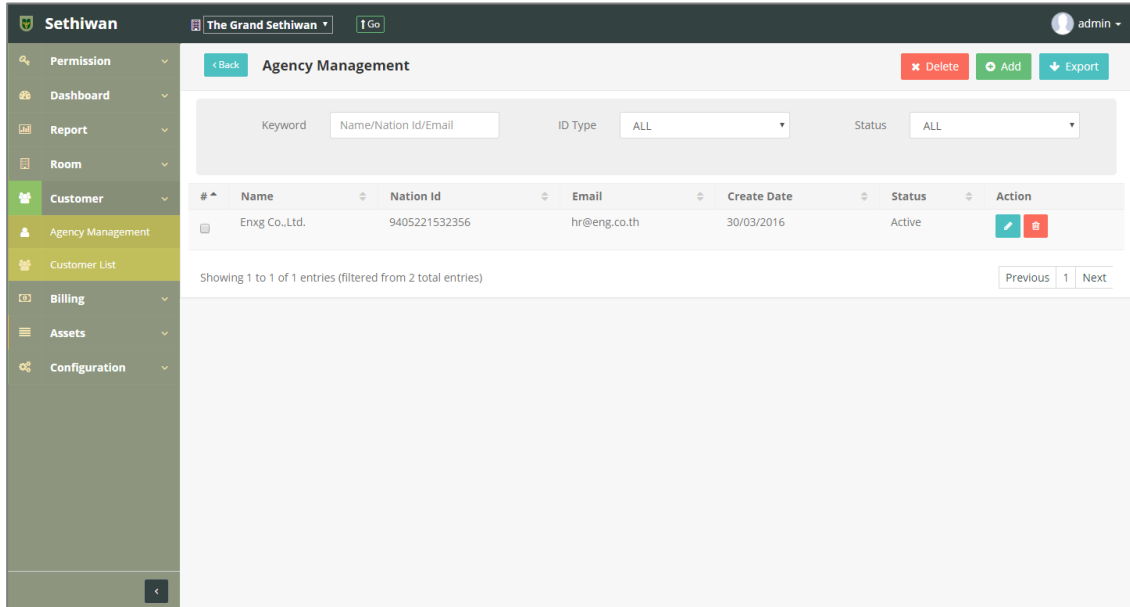 Sethiwan
The Grand Sethiwan Go
admin
Permission
Dashboard
Report
Room
Customer
Agency Management
Customer List
Billing
Assets
Configuration
Back Agency Management Delete Add Export
Keyword Name/Nation Id/Email ID Type ALL Status ALL
# Name Nation Id Email Create Date Status Action
Enxg Co.,Ltd. 9405221532356 hr@eng.co.th 30/03/2016 Active
Showing 1 to 1 of 1 entries (filtered from 2 total entries)
Previous 1 Next